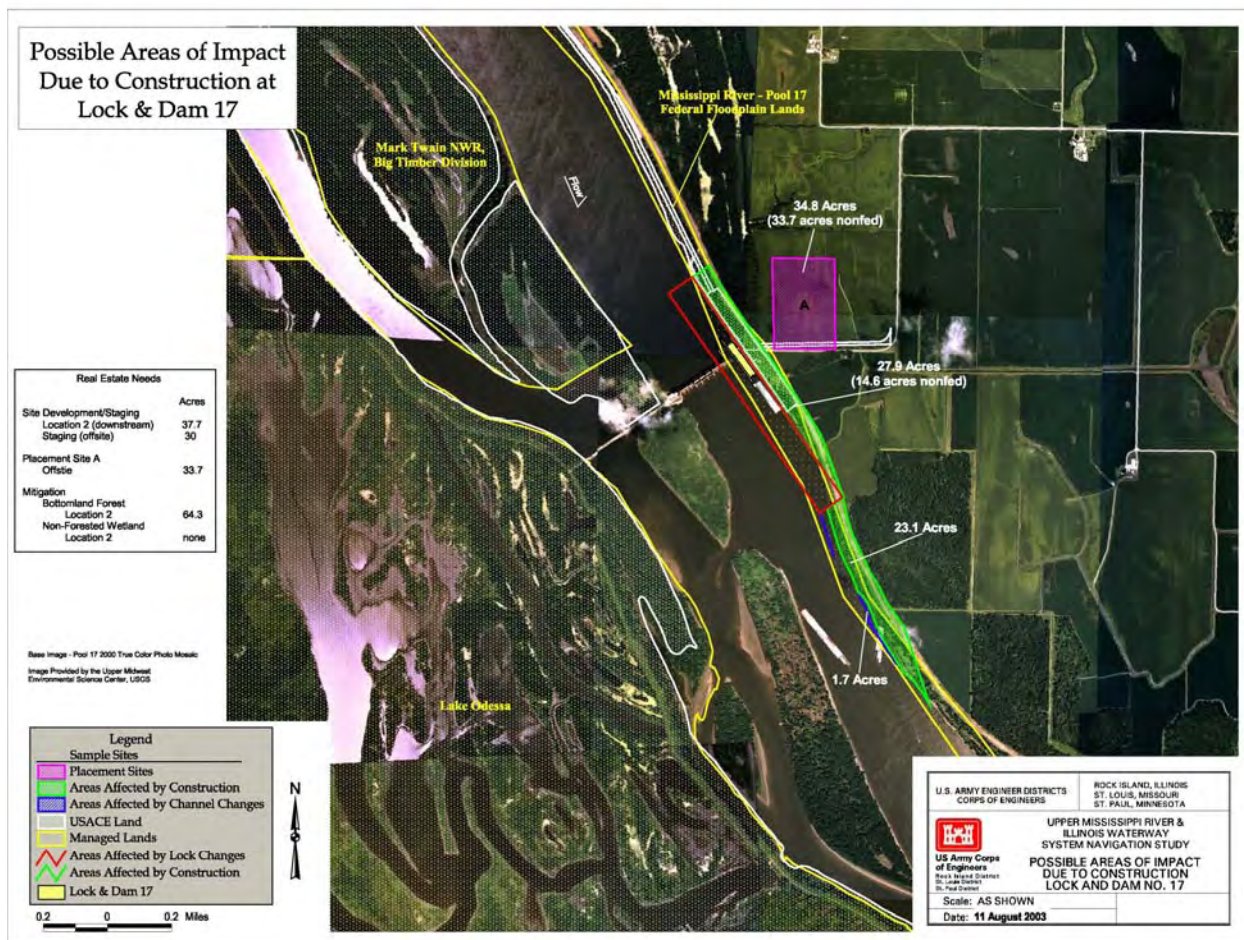 Possible Areas of Impact
Due to Construction at
Lock & Dam 17
Mississippi River - Pool 17
Federal Floodplain Lands
Mark Twain NWR,
Big Timber Division
Flow
34.8 Acres
(33.7 acres nonfed)
A
27.9 Acres
(14.6 acres nonfed)
23.1 Acres
1.7 Acres
Lake Odessa
Real Estate Needs
Acres
Site Development/Staging
Location 2 (downstream) 37.7
Staging (offsite) 30
Placement Site A
Offstie 33.7
Mitigation
Bottomland Forest
Location 2 64.3
Non-Forested Wetland
Location 2 none
Base Image - Pool 17 2000 True Color Photo Mosaic
Image Provided by the Upper Midwest
Environmental Science Center, USGS
Legend
Sample Sites
Placement Sites
Areas Affected by Construction
Areas Affected by Channel Changes
USACE Land
Managed Lands
Areas Affected by Lock Changes
Areas Affected by Construction
Lock & Dam 17
0.2 0 0.2 Miles
N
U.S. ARMY ENGINEER DISTRICTS
CORPS OF ENGINEERS
ROCK ISLAND, ILLINOIS
ST. LOUIS, MISSOURI
ST. PAUL, MINNESOTA
US Army Corps
of Engineers
Rock Island District
St. Louis District
St. Paul District
UPPER MISSISSIPPI RIVER &
ILLINOIS WATERWAY
SYSTEM NAVIGATION STUDY
POSSIBLE AREAS OF IMPACT
DUE TO CONSTRUCTION
LOCK AND DAM NO. 17
Scale: AS SHOWN
Date: 11 August 2003